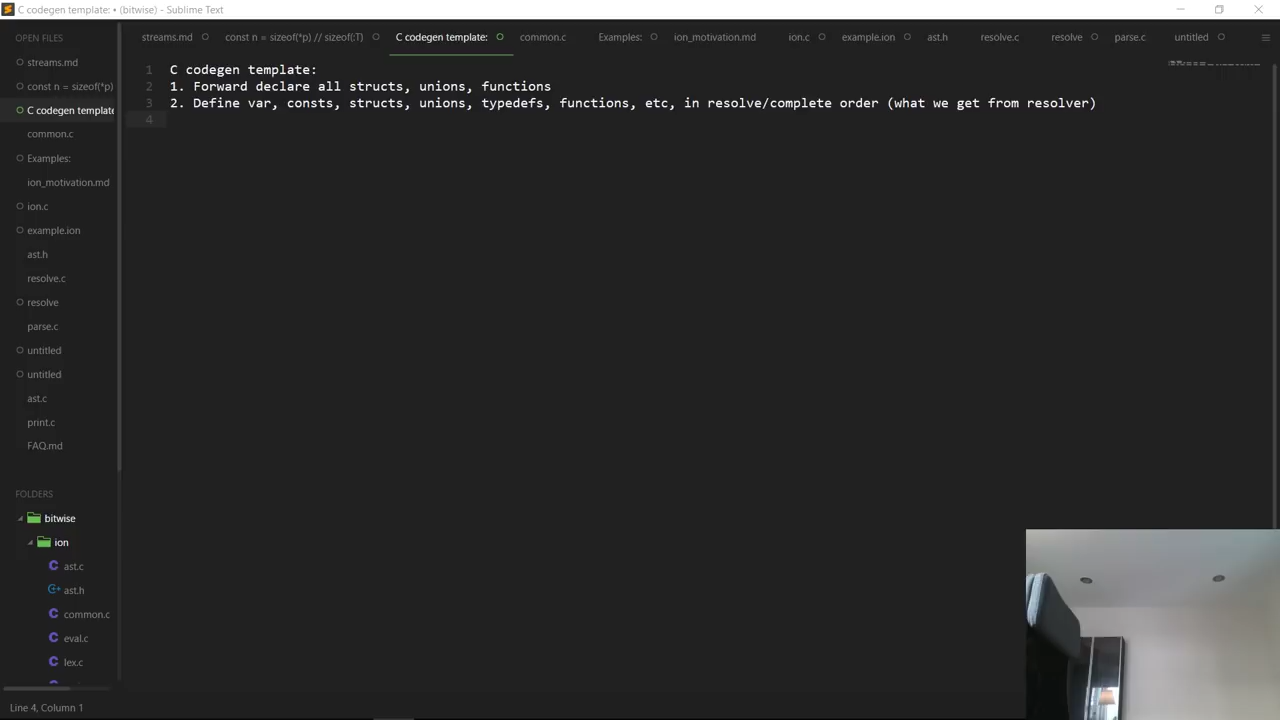 C codegen template: • (bitwise) - Sublime Text
OPEN FILES
streams.md
const n = sizeof(*p)
C codegen template
common.c
Examples:
ion_motivation.md
ion.c
example.ion
ast.h
resolve.c
resolve
parse.c
untitled
untitled
ast.c
print.c
FAQ.md
FOLDERS
bitwise
ion
ast.c
ast.h
common.c
eval.c
lex.c
streams.md
const n = sizeof(*p) // sizeof(:T)
C codegen template:
common.c
Examples:
ion_motivation.md
ion.c
example.ion
ast.h
resolve.c
resolve
parse.c
untitled
1 C codegen template:
2 1. Forward declare all structs, unions, functions
3 2. Define var, consts, structs, unions, typedefs, functions, etc, in resolve/complete order (what we get from resolver)
4
Line 4, Column 1